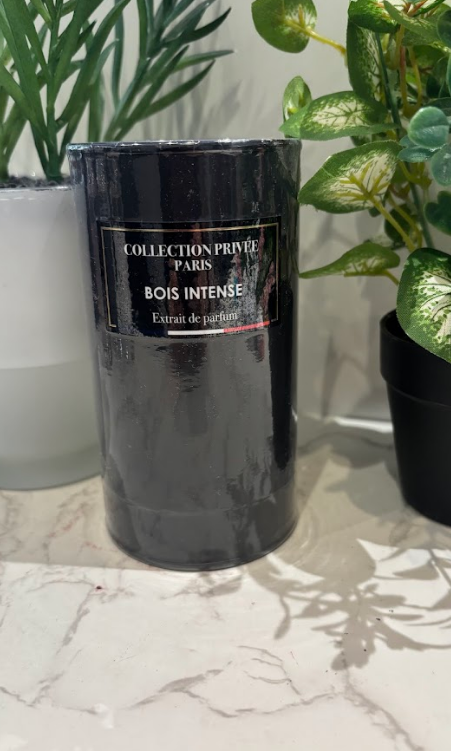 COLLECTION PRIVÉE
PARIS
BOIS INTENSE
Extrait de parfum